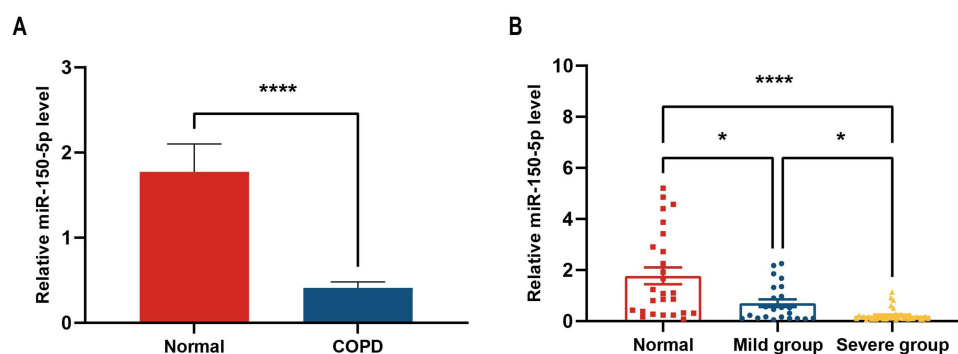 A
Relative miR-150-5p level
3
2
1
0
****
Normal
COPD
B
Relative miR-150-5p level
10
8
6
4
2
0
****
*
*
Normal
Mild group
Severe group